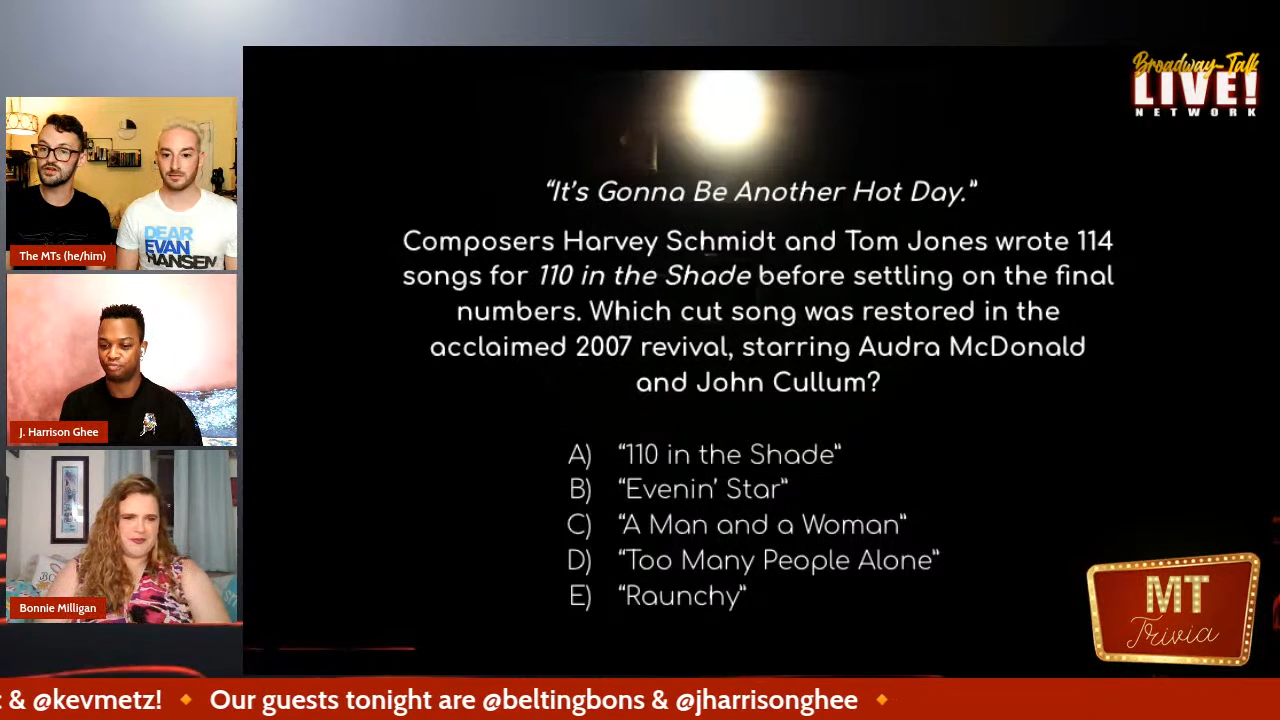 Broadway-Talk
LIVE!
NETWORK
“It’s Gonna Be Another Hot Day.”
Composers Harvey Schmidt and Tom Jones wrote 114
songs for 110 in the Shade before settling on the final
numbers. Which cut song was restored in the
acclaimed 2007 revival, starring Audra McDonald
and John Cullum?
A) “110 in the Shade”
B) “Evenin’ Star”
C) “A Man and a Woman”
D) “Too Many People Alone”
E) “Raunchy”
DEAR
EVAN
HANSEN
The MTs (he/him)
J. Harrison Ghee
Bonnie Milligan
MT
Trivia
& @kevmetz! 🔸 Our guests tonight are @beltingbons & @jharrisonghee 🔸